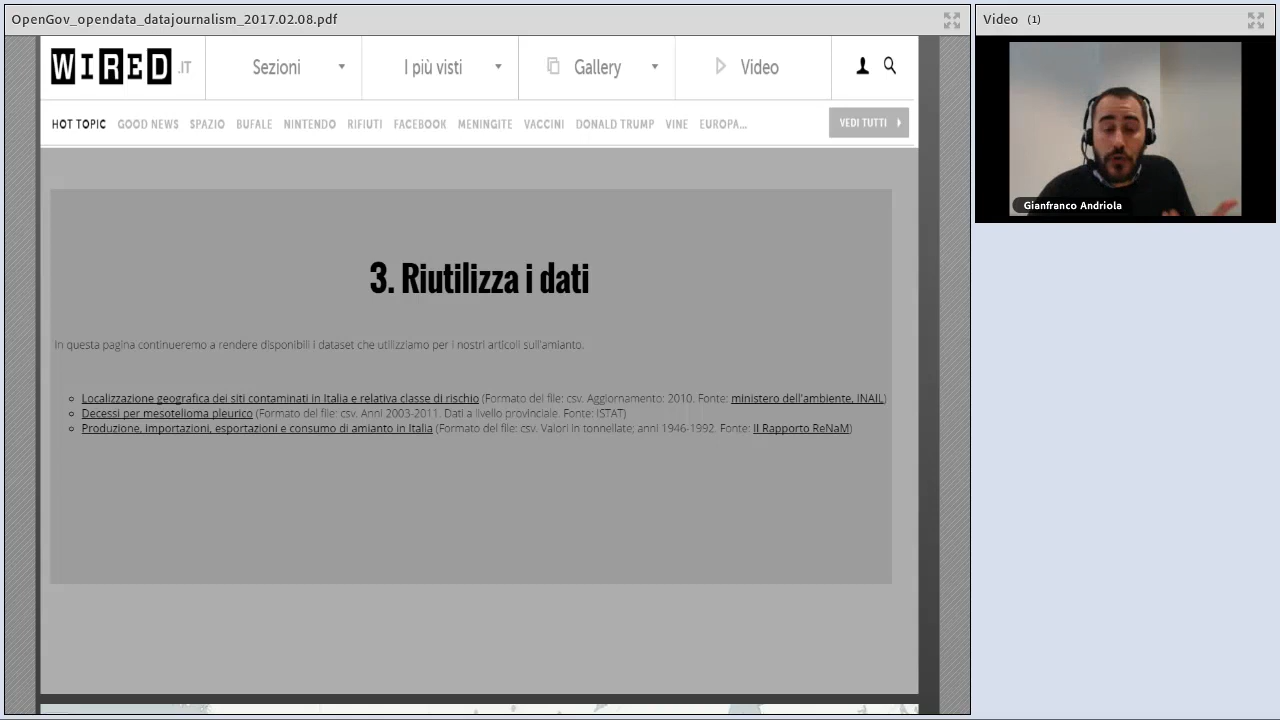 OpenGov_opendata_datajournalism_2017.02.08.pdf
Video (1)
WIRED.IT
Sezioni
I più visti
Gallery
Video
HOT TOPIC GOOD NEWS SPAZIO BUFALE NINTENDO RIFIUTI FACEBOOK MENINGITE VACCINI DONALD TRUMP VINE EUROPA...
VEDI TUTTI
Gianfranco Andriola
3. Riutilizza i dati
In questa pagina continueremo a rendere disponibili i dataset che utilizziamo per i nostri articoli sull'amianto.
Localizzazione geografica dei siti contaminati in Italia e relativa classe di rischio (Formato del file: csv. Aggiornamento: 2010. Fonte: ministero dell'ambiente, INAIL)
Decessi per mesotelioma pleurico (Formato del file: csv. Anni 2003-2011. Dati a livello provinciale. Fonte: ISTAT)
Produzione, importazioni, esportazioni e consumo di amianto in Italia (Formato del file: csv. Valori in tonnellate; anni 1946-1992. Fonte: II Rapporto ReNaM)